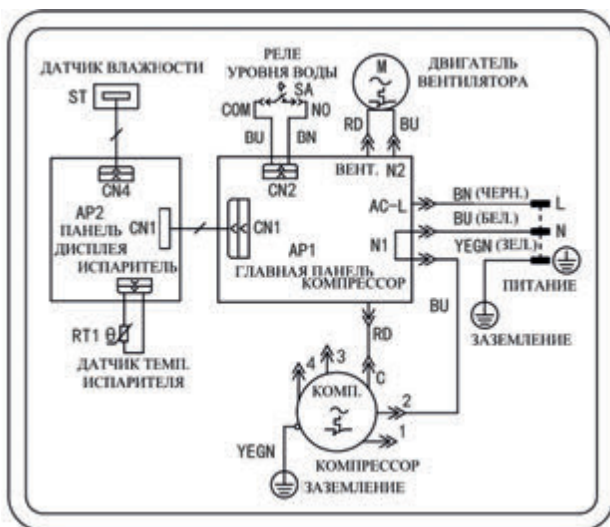 ДАТЧИК ВЛАЖНОСТИ
ST
РЕЛЕ
УРОВНЯ ВОДЫ
SA
COM
NO
BU
BN
M
ДВИГАТЕЛЬ
ВЕНТИЛЯТОРА
RD
BU
CN4
AP2
ПАНЕЛЬ
ДИСПЛЕЯ
CN1
ИСПАРИТЕЛЬ
CN2
CN1
ВЕНТ. N2
AC-L
AP1
N1
ГЛАВНАЯ ПАНЕЛЬ
КОМПРЕССОР
BN (ЧЕРН.)
L
BU (БЕЛ.)
N
YEGN (ЗЕЛ.)
ПИТАНИЕ
ЗАЗЕМЛЕНИЕ
BU
RT1 θ
ДАТЧИК ТЕМП.
ИСПАРИТЕЛЯ
RD
4
3
C
КОМП.
2
1
YEGN
КОМПРЕССОР
ЗАЗЕМЛЕНИЕ